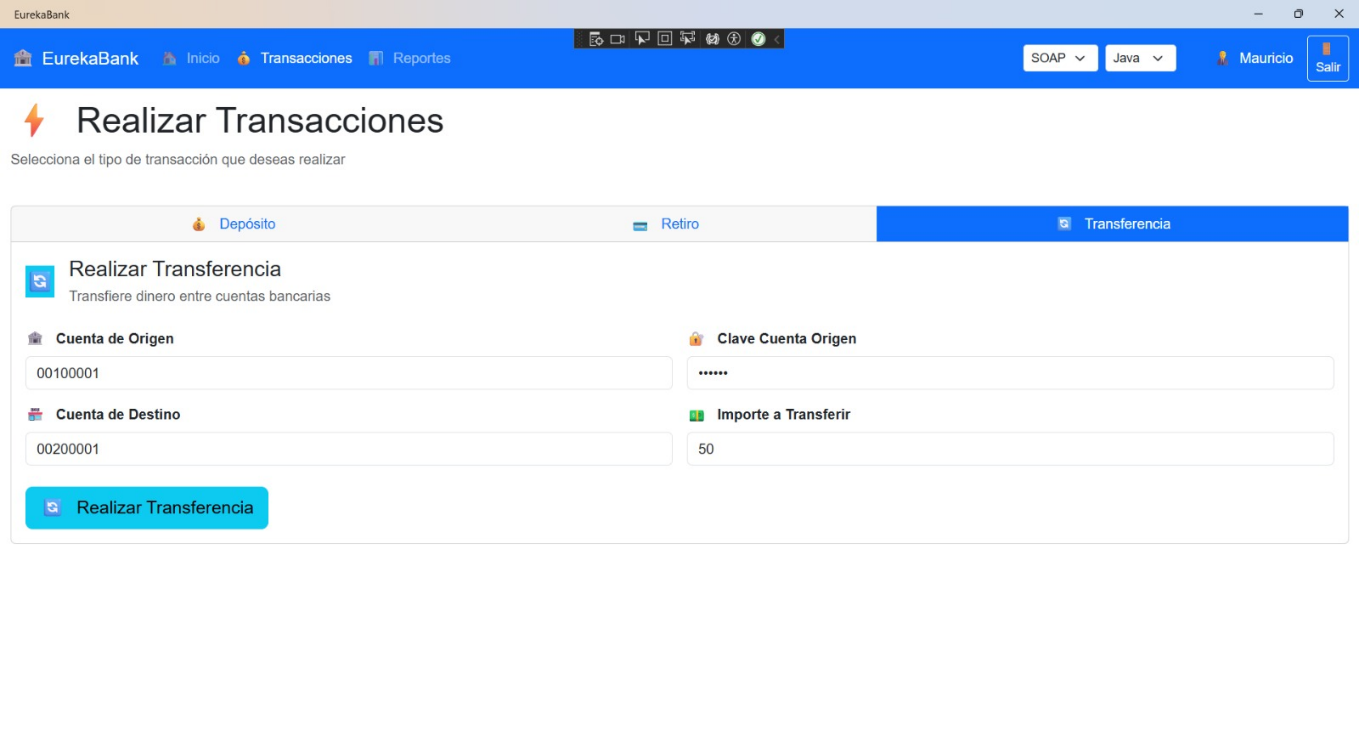 EurekaBank
EurekaBank Inicio Transacciones Reportes SOAP Java Mauricio Salir
Realizar Transacciones
Selecciona el tipo de transacción que deseas realizar
Depósito Retiro Transferencia
Realizar Transferencia
Transfiere dinero entre cuentas bancarias
Cuenta de Origen Clave Cuenta Origen
00100001 ••••••
Cuenta de Destino Importe a Transferir
00200001 50
Realizar Transferencia